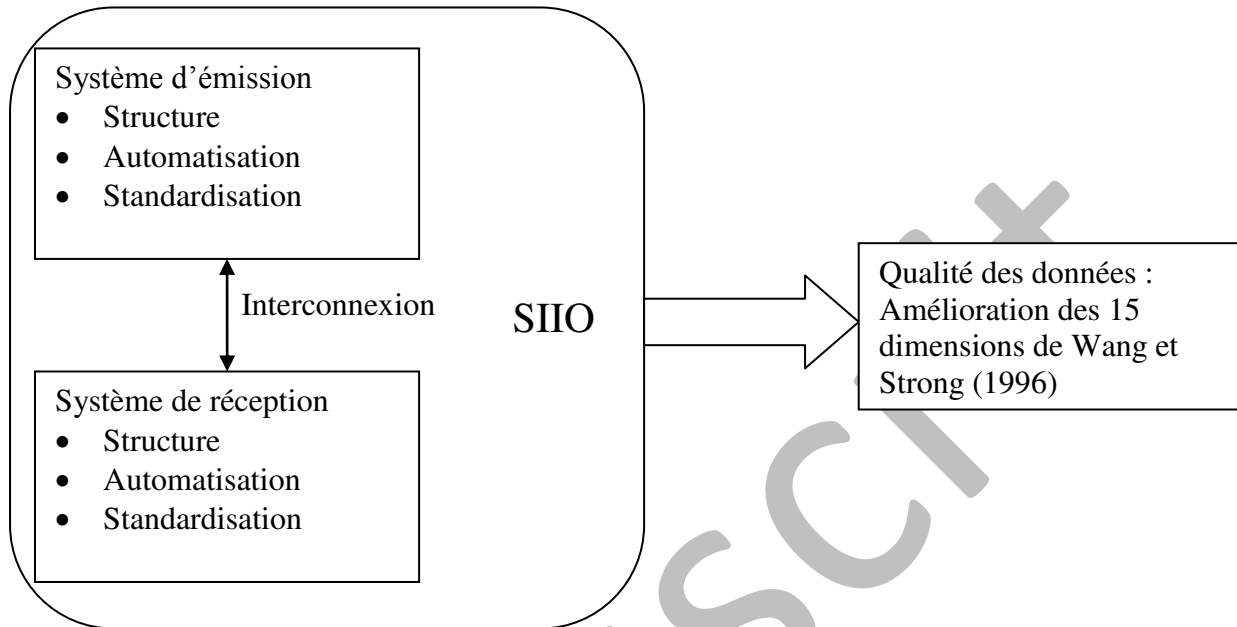 Système d’émission
• Structure
• Automatisation
• Standardisation
Interconnexion
SIIO
Système de réception
• Structure
• Automatisation
• Standardisation
Qualité des données :
Amélioration des 15
dimensions de Wang et
Strong (1996)